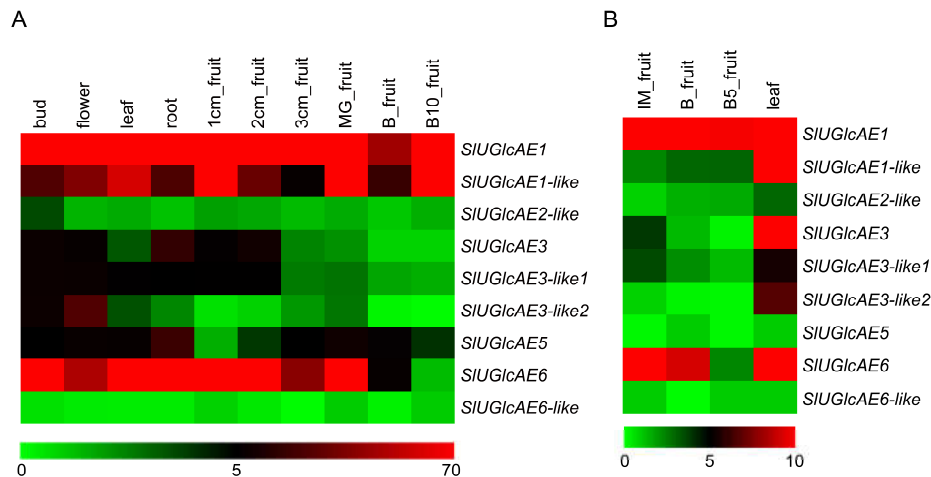 A
bud
flower
leaf
root
1cm_fruit
2cm_fruit
3cm_fruit
MG_fruit
B_fruit
B10_fruit
SlUGlcAE1
SlUGlcAE1-like
SlUGlcAE2-like
SlUGlcAE3
SlUGlcAE3-like1
SlUGlcAE3-like2
SlUGlcAE5
SlUGlcAE6
SlUGlcAE6-like
0 5 70
B
IM_fruit
B_fruit
B5_fruit
leaf
SlUGlcAE1
SlUGlcAE1-like
SlUGlcAE2-like
SlUGlcAE3
SlUGlcAE3-like1
SlUGlcAE3-like2
SlUGlcAE5
SlUGlcAE6
SlUGlcAE6-like
0 5 10